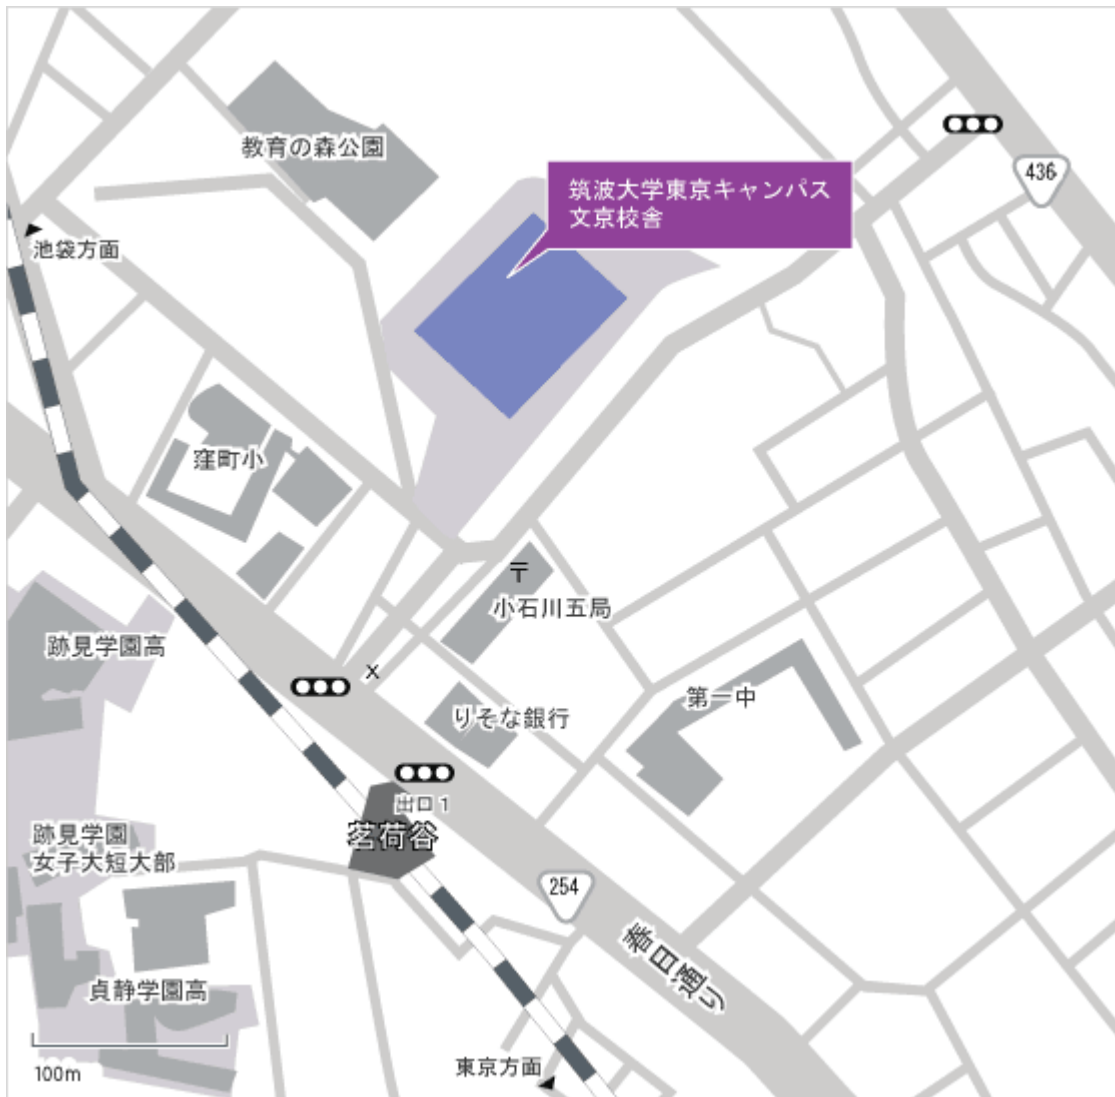 436
教育の森公園
筑波大学東京キャンパス
文京校舎
池袋方面
窪町小
〒
小石川五局
跡見学園高
第一中
りそな銀行
出口1
茗荷谷
跡見学園
女子大短大部
254
春日通り
貞静学園高
100m
東京方面